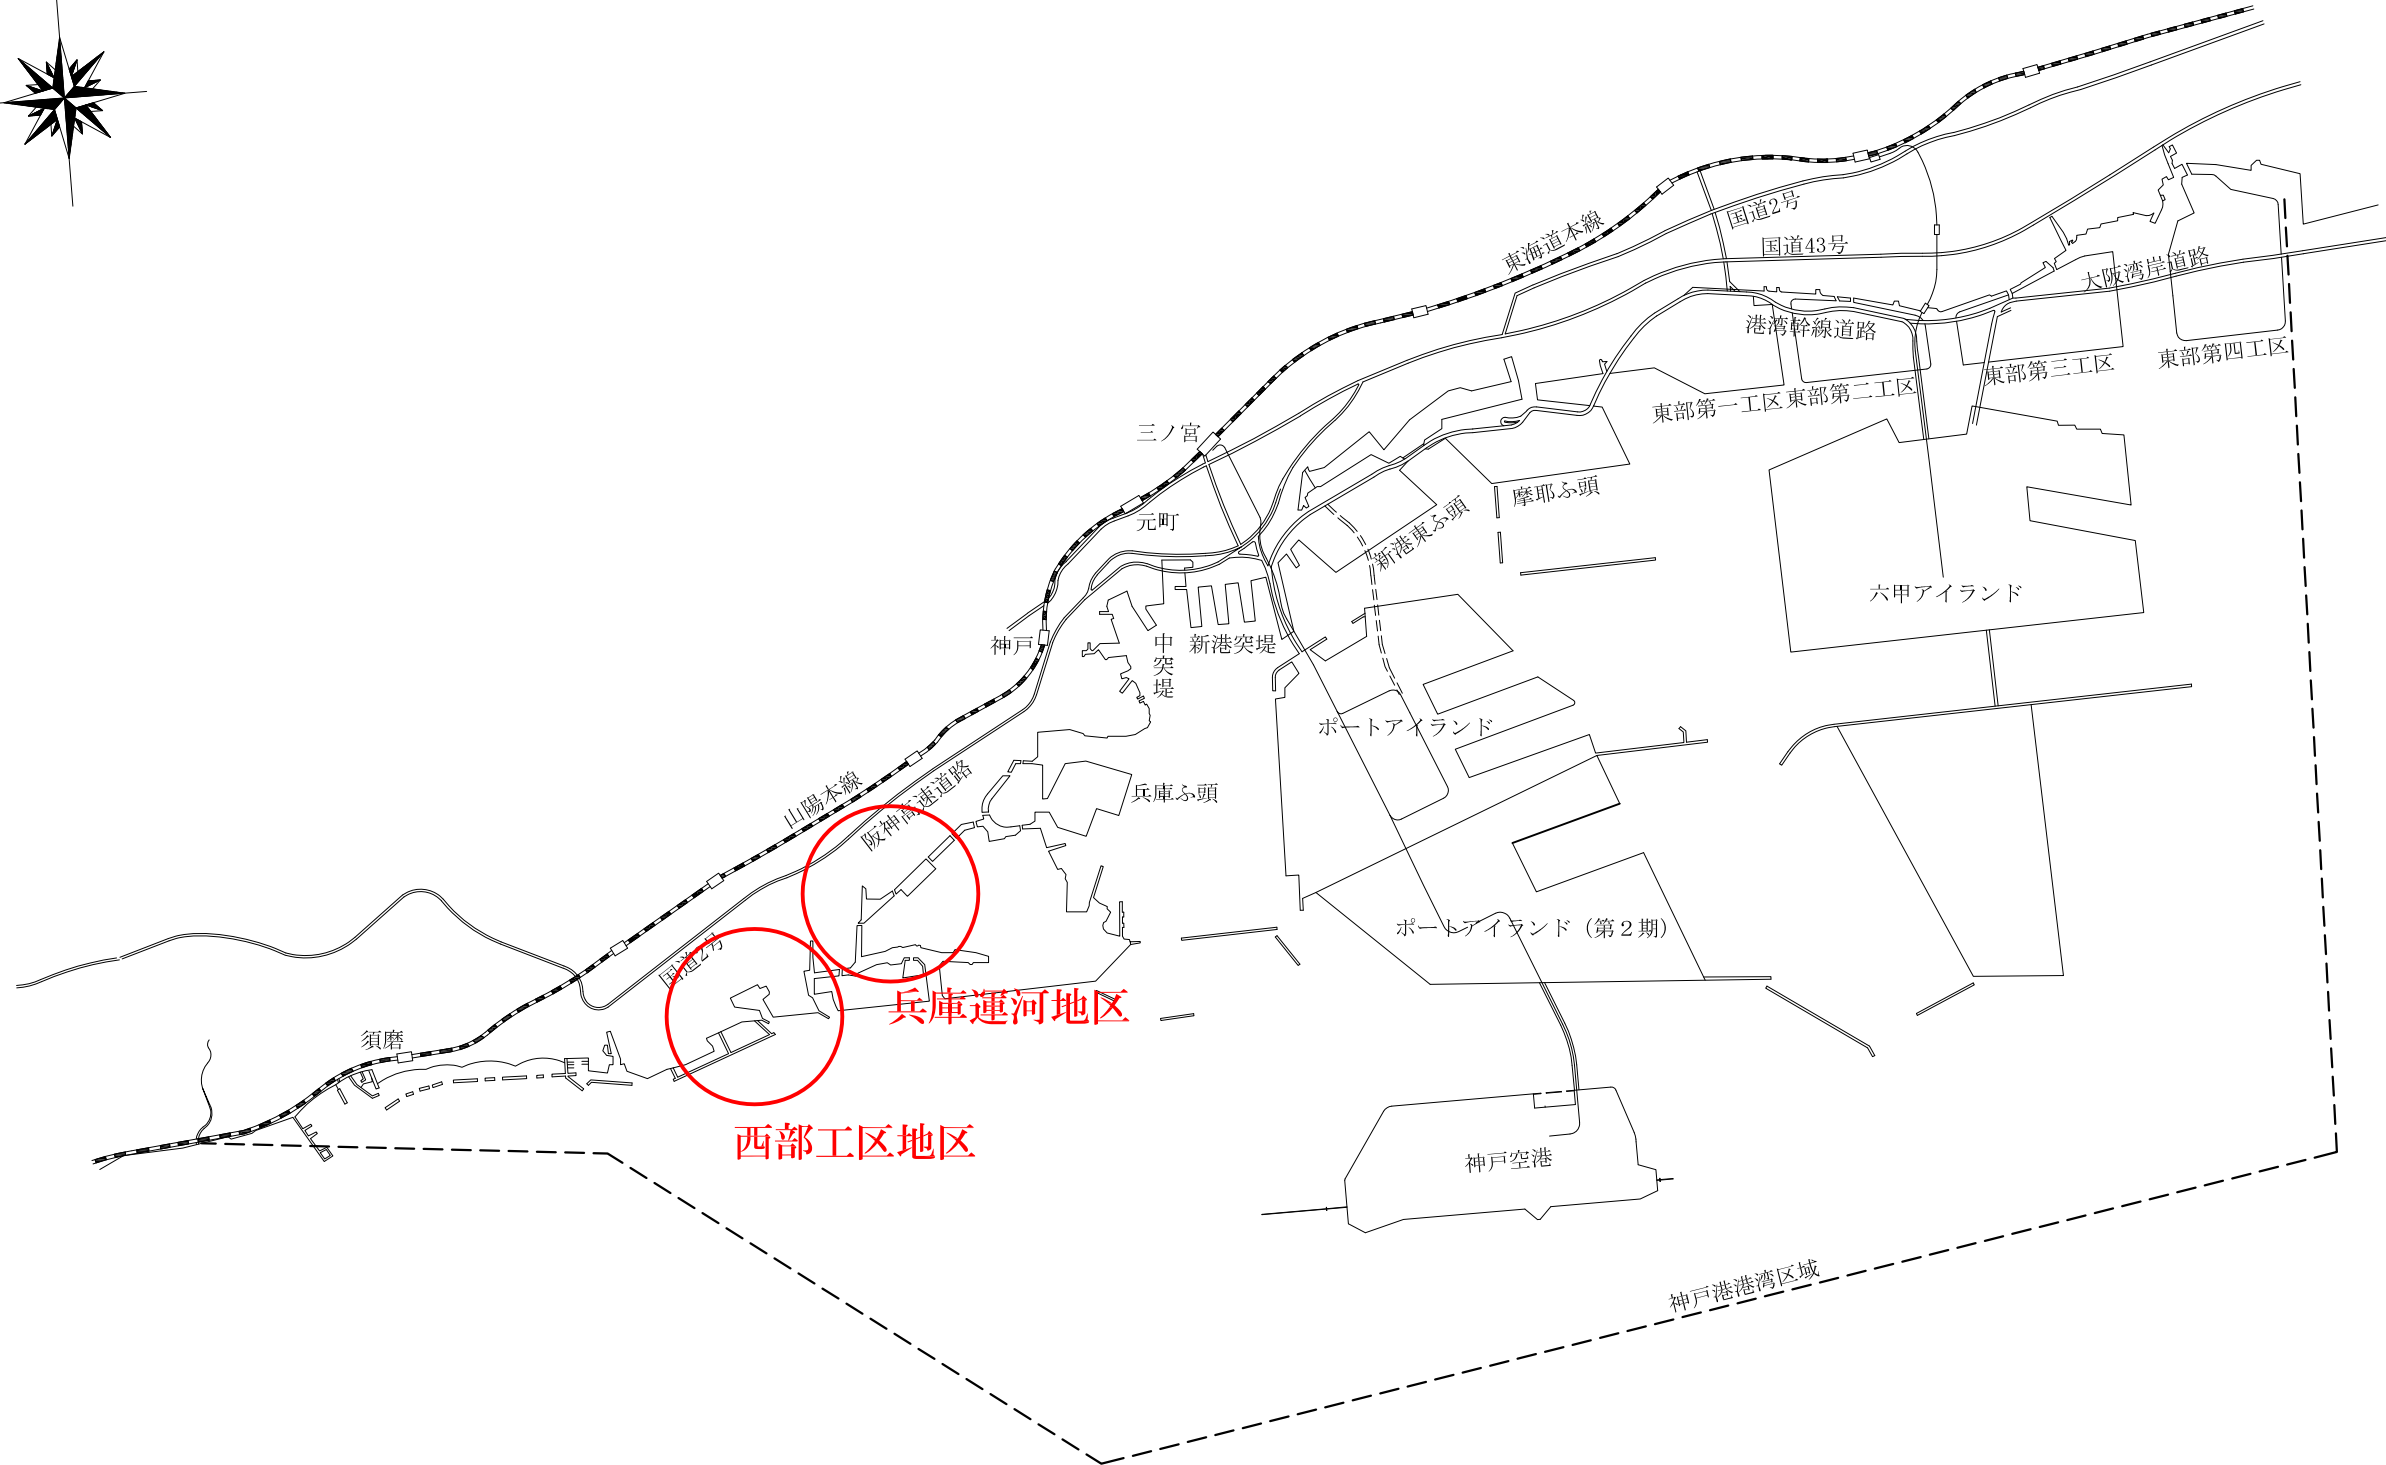 東海道本線
国道2号
国道43号
大阪湾岸道路
港湾幹線道路
東部第四工区
東部第三工区
東部第二工区
東部第一工区
三ノ宮
元町
摩耶ふ頭
新港東ふ頭
六甲アイランド
神戸
中突堤
新港突堤
ポートアイランド
山陽本線
阪神高速道路
兵庫ふ頭
ポートアイランド（第２期）
国道2号
兵庫運河地区
須磨
西部工区地区
神戸空港
神戸港港湾区域